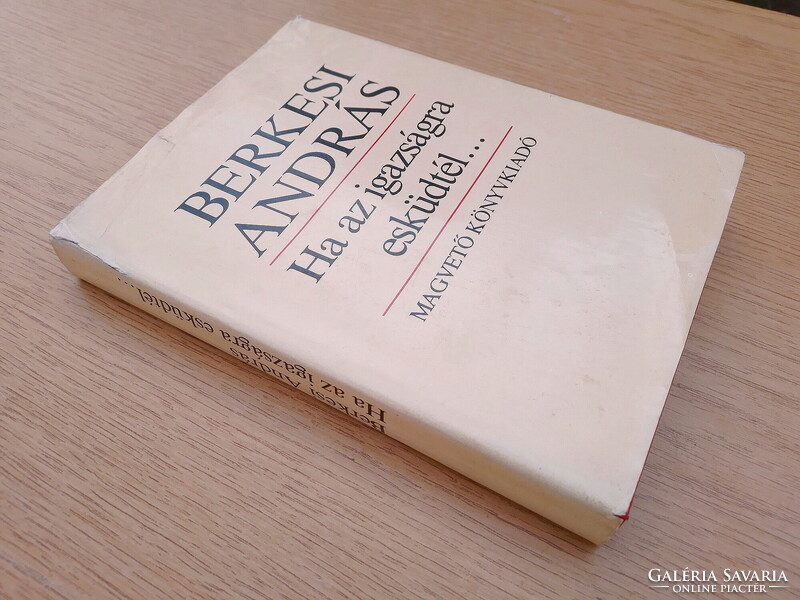 BERKESI
ANDRÁS
Ha az igazságra
esküdtél...
MAGVETŐ KÖNYVKIADÓ
Berkesi András
Ha az igazságra esküdtél...
GALÉRIA SAVARIA
ONLINE PIACTÉR